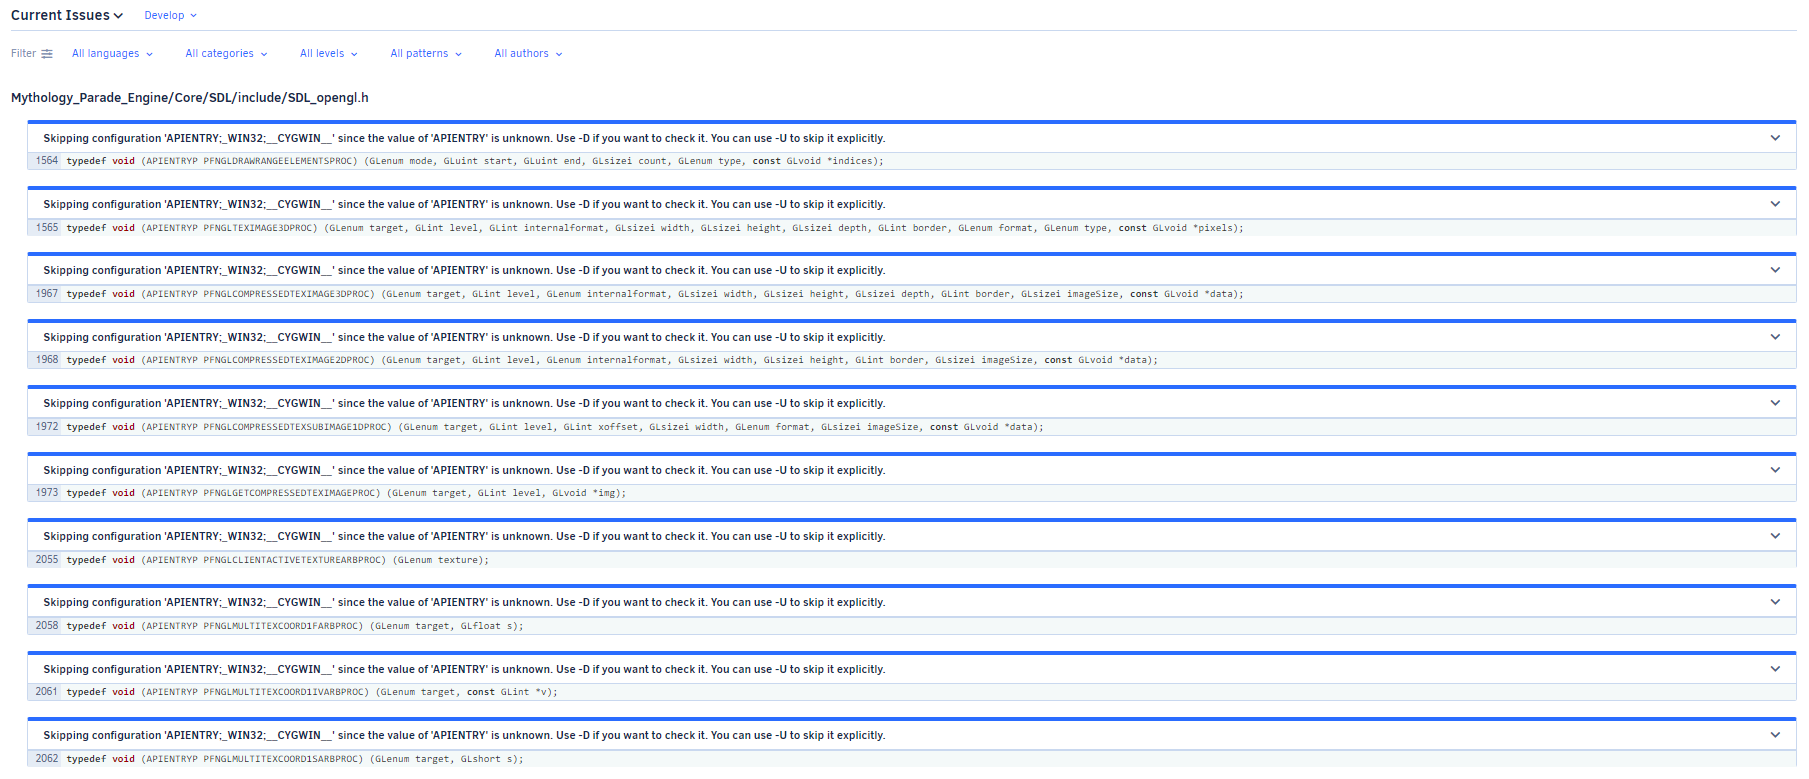 Current Issues Develop
Filter All languages All categories All levels All patterns All authors
Mythology_Parade_Engine/Core/SDL/include/SDL_opengl.h
Skipping configuration 'APIENTRY;_WIN32;__CYGWIN__' since the value of 'APIENTRY' is unknown. Use -D if you want to check it. You can use -U to skip it explicitly.
1564 typedef void (APIENTRYP PFNGLDRAWRANGEELEMENTSPROC) (GLenum mode, GLuint start, GLuint end, GLsizei count, GLenum type, const GLvoid *indices);
Skipping configuration 'APIENTRY;_WIN32;__CYGWIN__' since the value of 'APIENTRY' is unknown. Use -D if you want to check it. You can use -U to skip it explicitly.
1565 typedef void (APIENTRYP PFNGLTEXIMAGE3DPROC) (GLenum target, GLint level, GLint internalformat, GLsizei width, GLsizei height, GLsizei depth, GLint border, GLenum format, GLenum type, const GLvoid *pixels);
Skipping configuration 'APIENTRY;_WIN32;__CYGWIN__' since the value of 'APIENTRY' is unknown. Use -D if you want to check it. You can use -U to skip it explicitly.
1967 typedef void (APIENTRYP PFNGLCOMPRESSEDTEXIMAGE3DPROC) (GLenum target, GLint level, GLenum internalformat, GLsizei width, GLsizei height, GLsizei depth, GLint border, GLsizei imageSize, const GLvoid *data);
Skipping configuration 'APIENTRY;_WIN32;__CYGWIN__' since the value of 'APIENTRY' is unknown. Use -D if you want to check it. You can use -U to skip it explicitly.
1968 typedef void (APIENTRYP PFNGLCOMPRESSEDTEXIMAGE2DPROC) (GLenum target, GLint level, GLenum internalformat, GLsizei width, GLsizei height, GLint border, GLsizei imageSize, const GLvoid *data);
Skipping configuration 'APIENTRY;_WIN32;__CYGWIN__' since the value of 'APIENTRY' is unknown. Use -D if you want to check it. You can use -U to skip it explicitly.
1972 typedef void (APIENTRYP PFNGLCOMPRESSEDTEXSUBIMAGE1DPROC) (GLenum target, GLint level, GLint xoffset, GLsizei width, GLenum format, GLsizei imageSize, const GLvoid *data);
Skipping configuration 'APIENTRY;_WIN32;__CYGWIN__' since the value of 'APIENTRY' is unknown. Use -D if you want to check it. You can use -U to skip it explicitly.
1973 typedef void (APIENTRYP PFNGLGETCOMPRESSEDTEXIMAGEPROC) (GLenum target, GLint level, GLvoid *img);
Skipping configuration 'APIENTRY;_WIN32;__CYGWIN__' since the value of 'APIENTRY' is unknown. Use -D if you want to check it. You can use -U to skip it explicitly.
2055 typedef void (APIENTRYP PFNGLCLIENTACTIVETEXTUREARBPROC) (GLenum texture);
Skipping configuration 'APIENTRY;_WIN32;__CYGWIN__' since the value of 'APIENTRY' is unknown. Use -D if you want to check it. You can use -U to skip it explicitly.
2058 typedef void (APIENTRYP PFNGLMULTITEXCOORD1FARBPROC) (GLenum target, GLfloat s);
Skipping configuration 'APIENTRY;_WIN32;__CYGWIN__' since the value of 'APIENTRY' is unknown. Use -D if you want to check it. You can use -U to skip it explicitly.
2061 typedef void (APIENTRYP PFNGLMULTITEXCOORD1IVARBPROC) (GLenum target, const GLint *v);
Skipping configuration 'APIENTRY;_WIN32;__CYGWIN__' since the value of 'APIENTRY' is unknown. Use -D if you want to check it. You can use -U to skip it explicitly.
2062 typedef void (APIENTRYP PFNGLMULTITEXCOORD1SARBPROC) (GLenum target, GLshort s);